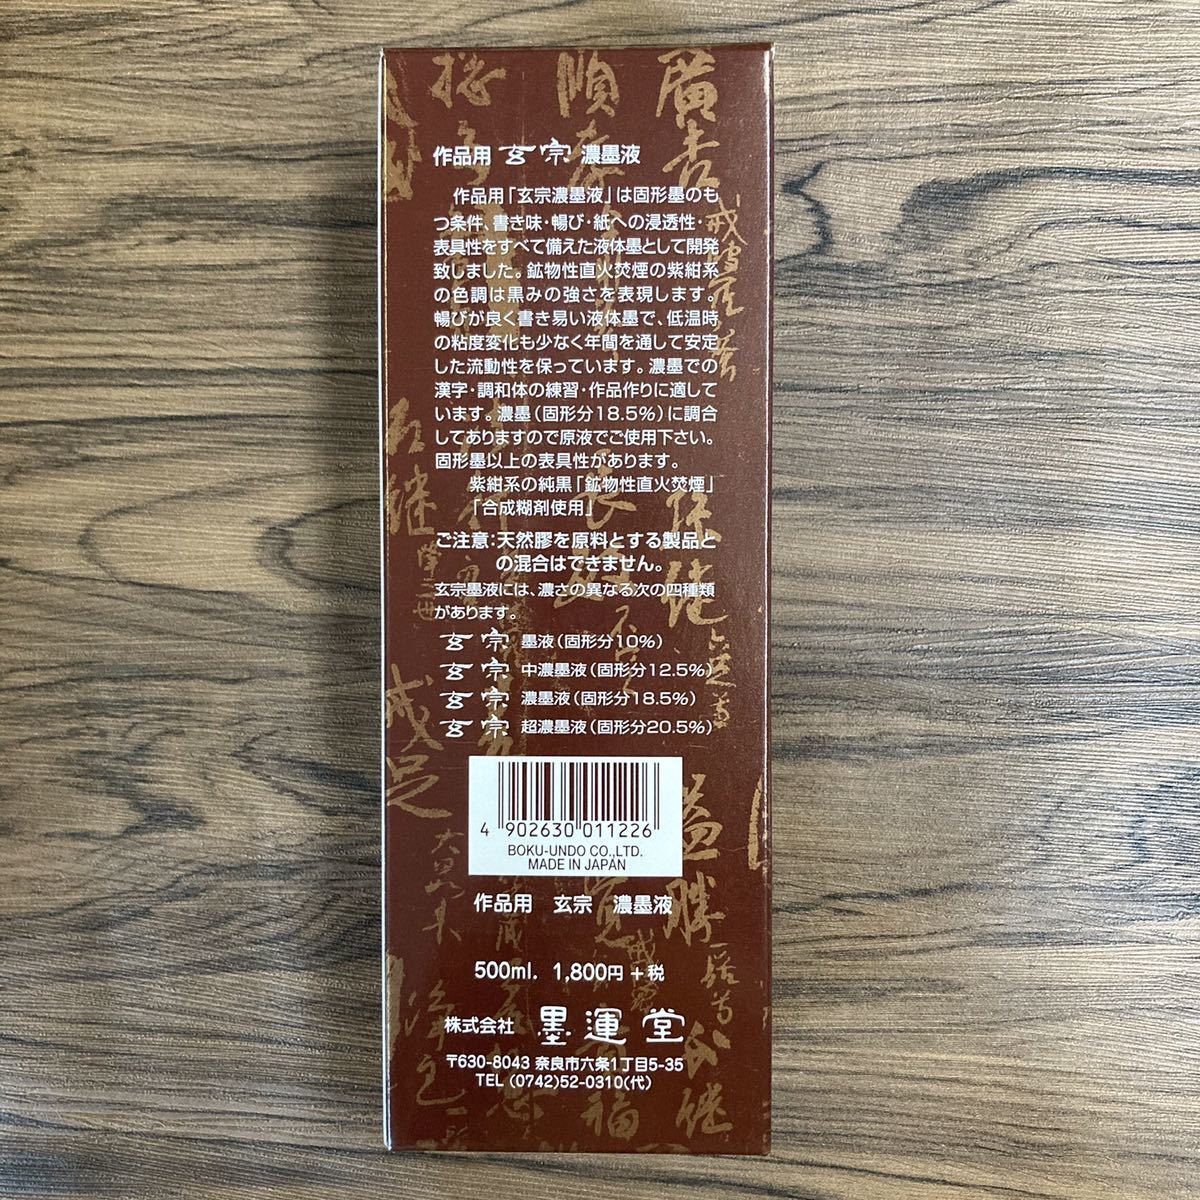 作品用 玄宗 濃墨液
作品用「玄宗濃墨液」は固形墨のも
つ条件、書き味・暢び・紙への浸透性・
表具性をすべて備えた液体墨として開発
致しました。鉱物性直火焚煙の紫紺系
の色調は黒みの強さを表現します。
暢びが良く書き易い液体墨で、低温時
の粘度変化も少なく年間を通して安定
した流動性を保っています。濃墨での
漢字・調和体の練習・作品作りに適して
います。濃墨（固形分18.5%）に調合
してありますので原液でご使用下さい。
固形墨以上の表具性があります。
紫紺系の純黒「鉱物性直火焚煙」
「合成糊剤使用」
ご注意：天然膠を原料とする製品と
の混合はできません。
玄宗墨液には、濃さの異なる次の四種類
があります。
玄宗 墨液（固形分10%）
玄宗 中濃墨液（固形分12.5%）
玄宗 濃墨液（固形分18.5%）
玄宗 超濃墨液（固形分20.5%）
4 902630 011226
BOKU-UNDO CO.,LTD.
MADE IN JAPAN
作品用 玄宗 濃墨液
500ml. 1,800円＋税
株式会社 墨運堂
〒630-8043 奈良市六条1丁目5-35
TEL (0742)52-0310(代)